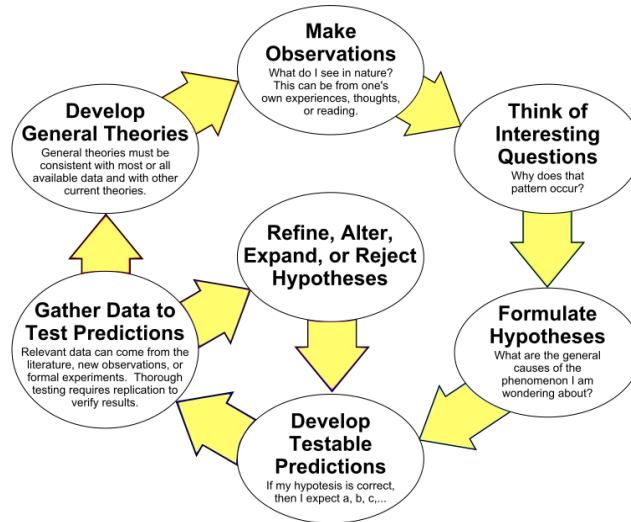 Make
Observations
What do I see in nature?
This can be from one's
own experiences, thoughts,
or reading.
Think of
Interesting
Questions
Why does that
pattern occur?
Formulate
Hypotheses
What are the general
causes of the
phenomenon I am
wondering about?
Develop
Testable
Predictions
If my hypotesis is correct,
then I expect a, b, c,...
Gather Data to
Test Predictions
Relevant data can come from the
literature, new observations, or
formal experiments. Thorough
testing requires replication to
verify results.
Refine, Alter,
Expand, or Reject
Hypotheses
Develop
General Theories
General theories must be
consistent with most or all
available data and with other
current theories.